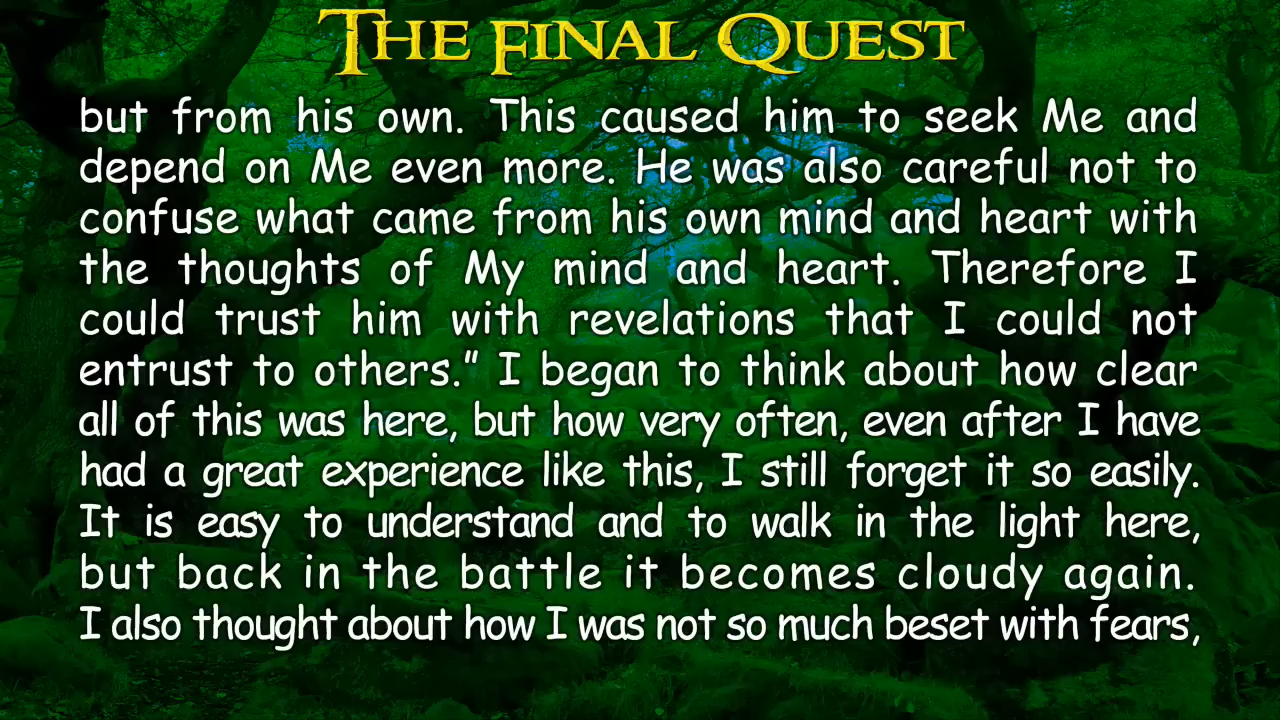 The Final Quest
but from his own. This caused him to seek Me and
depend on Me even more. He was also careful not to
confuse what came from his own mind and heart with
the thoughts of My mind and heart. Therefore I
could trust him with revelations that I could not
entrust to others.” I began to think about how clear
all of this was here, but how very often, even after I have
had a great experience like this, I still forget it so easily.
It is easy to understand and to walk in the light here,
but back in the battle it becomes cloudy again.
I also thought about how I was not so much beset with fears,